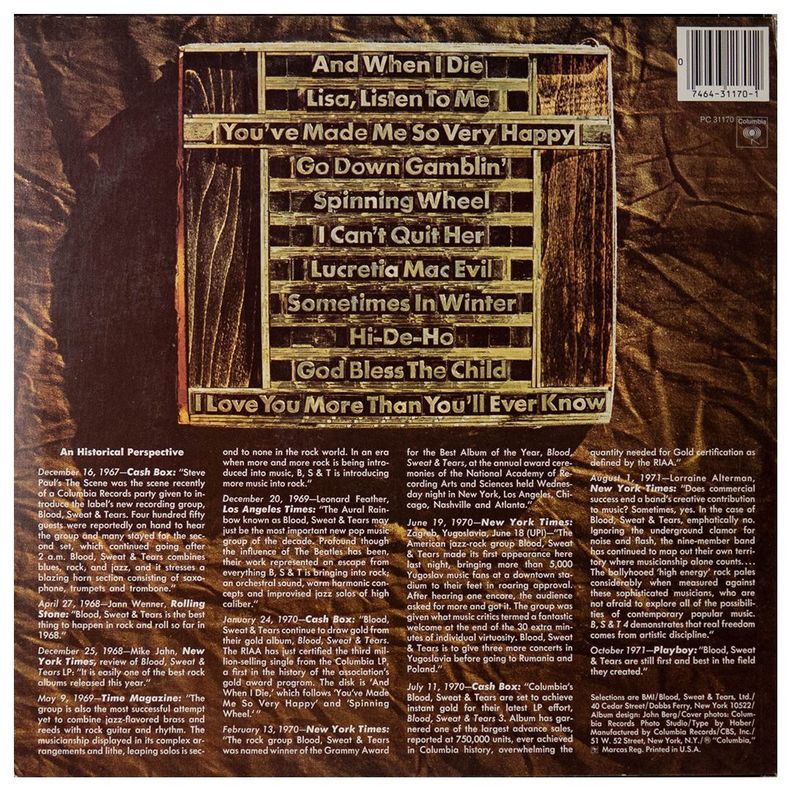 And When I Die
Lisa, Listen To Me
You've Made Me So Very Happy
Go Down Gamblin'
Spinning Wheel
I Can't Quit Her
Lucretia Mac Evil
Sometimes In Winter
Hi-De-Ho
God Bless The Child
I Love You More Than You'll Ever Know
0
7464-31170-1
PC 31170
Columbia
An Historical Perspective
December 16, 1967—Cash Box: "Steve
Paul's The Scene was the scene recently
of a Columbia Records party given to in-
troduce the label's new recording group,
Blood, Sweat & Tears. Four hundred fifty
guests were reportedly on hand to hear
the group and many stayed for the sec-
ond set, which continued going after
2 a.m. Blood, Sweat & Tears combines
blues, rock, and jazz, and it stresses a
blazing horn section consisting of saxo-
phone, trumpets and trombone."
April 27, 1968—Jann Wenner, Rolling
Stone: "Blood, Sweat & Tears is the best
thing to happen in rock and roll so far in
1968."
December 25, 1968—Mike Jahn, New
York Times, review of Blood, Sweat &
Tears LP: "It is easily one of the best rock
albums released this year."
May 9, 1969—Time Magazine: "The
group is also the most successful attempt
yet to combine jazz-flavored brass and
reeds with rock guitar and rhythm. The
musicianship displayed in its complex ar-
rangements and lithe, leaping solos is sec-
ond to none in the rock world. In an era
when more and more rock is being intro-
duced into music, B, S & T is introducing
more music into rock."
December 20, 1969—Leonard Feather,
Los Angeles Times: "The Aural Rain-
bow known as Blood, Sweat & Tears may
just be the most important new pop music
group of the decade. Profound though
the influence of The Beatles has been,
their work represented an escape from
everything B, S & T is bringing into rock;
an orchestral sound, warm harmonic con-
cepts and improvised jazz solos of high
caliber."
January 24, 1970—Cash Box: "Blood,
Sweat & Tears continue to draw gold from
their gold album, Blood, Sweat & Tears.
The RIAA has just certified the third mil-
lion-selling single from the Columbia LP,
a first in the history of the association's
gold award program. The disk is 'And
When I Die,' which follows 'You've Made
Me So Very Happy' and 'Spinning
Wheel.' "
February 13, 1970—New York Times:
"The rock group Blood, Sweat & Tears
was named winner of the Grammy Award
for the Best Album of the Year, Blood,
Sweat & Tears, at the annual award cere-
monies of the National Academy of Re-
cording Arts and Sciences held Wednes-
day night in New York, Los Angeles, Chi-
cago, Nashville and Atlanta."
June 19, 1970—New York Times:
Zagreb, Yugoslavia, June 18 (UPI)—"The
American jazz-rock group Blood, Sweat
& Tears made its first appearance here
last night, bringing more than 5,000
Yugoslav music fans at a downtown sta-
dium to their feet in roaring approval.
After hearing one encore, the audience
asked for more and got it. The group was
given what music critics termed a fantastic
welcome at the end of the 30 extra min-
utes of individual virtuosity. Blood, Sweat
& Tears is to give three more concerts in
Yugoslavia before going to Rumania and
Poland."
July 11, 1970—Cash Box: "Columbia's
Blood, Sweat & Tears are set to achieve
instant gold for their latest LP effort,
Blood, Sweat & Tears 3. Album has gar-
nered one of the largest advance sales,
reported at 750,000 units, ever achieved
in Columbia history, overwhelming the
quantity needed for Gold certification as
defined by the RIAA."
August 1, 1971—Lorraine Alterman,
New York Times: "Does commercial
success end a band's creative contribution
to music? Sometimes, yes. In the case of
Blood, Sweat & Tears, emphatically no.
Ignoring the underground clamor for
noise and flash, the nine-member band
has continued to map out their own terri-
tory where musicianship alone counts....
The ballyhooed 'high energy' rock pales
considerably when measured against
these sophisticated musicians, who are
not afraid to explore all of the possibili-
ties of contemporary popular music.
B, S & T 4 demonstrates that real freedom
comes from artistic discipline."
October 1971—Playboy: "Blood, Sweat
& Tears are still first and best in the field
they created."
Selections are BMI/Blood, Sweat & Tears, Ltd./
40 Cedar Street/Dobbs Ferry, New York 10522/
Album design: John Berg/Cover photos: Colum-
bia Records Photo Studio/Type by Haber/
Manufactured by Columbia Records/CBS, Inc./
51 W. 52 Street, New York, N.Y./℗ "Columbia,"
Marcas Reg. Printed in U.S.A.